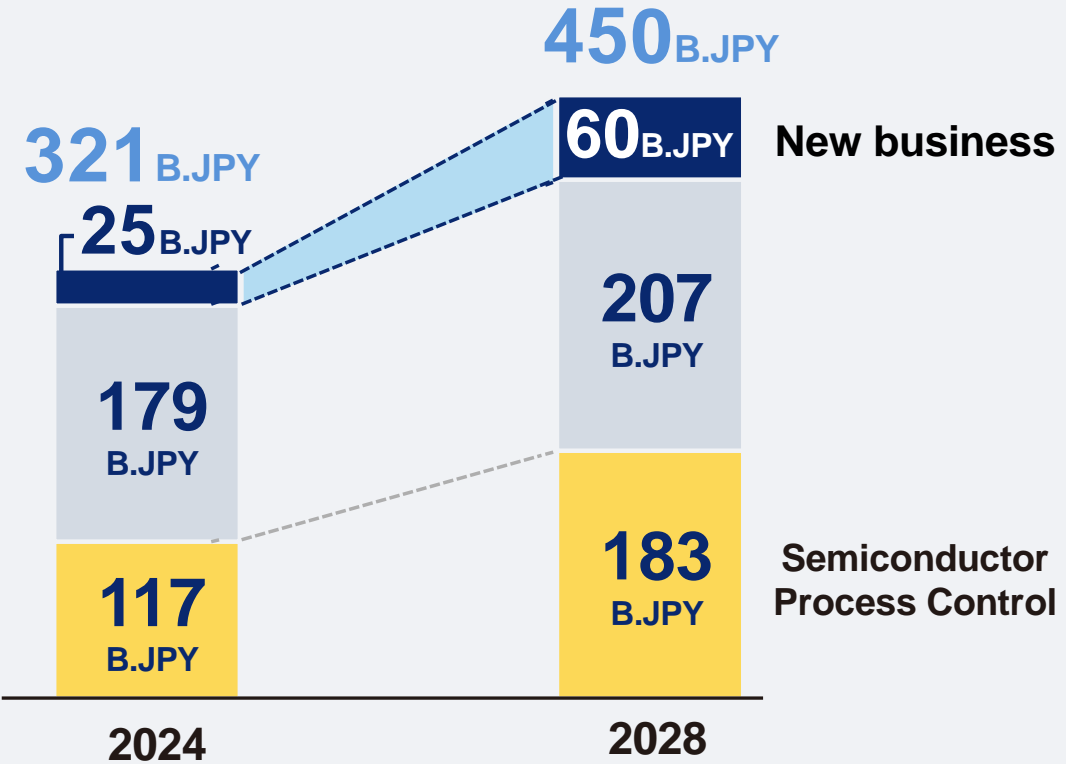 450B.JPY
321B.JPY
60B.JPY
New business
25B.JPY
207
B.JPY
179
B.JPY
183
B.JPY
Semiconductor
Process Control
117
B.JPY
2024
2028